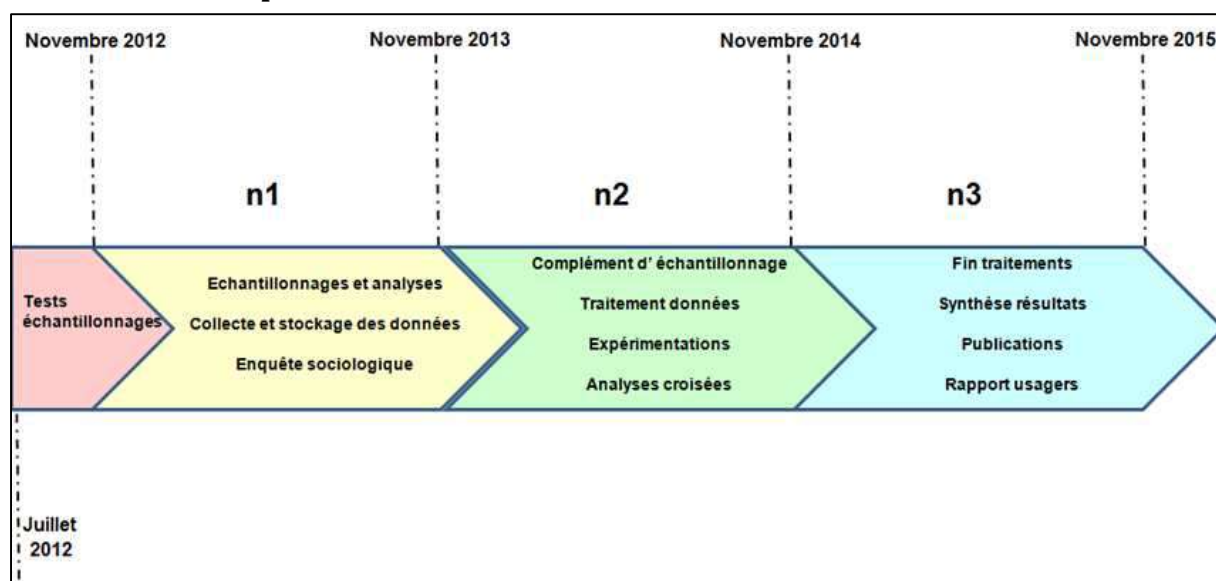 Novembre 2012
Novembre 2013
Novembre 2014
Novembre 2015
n1
n2
n3
Tests
échantillonnages
Echantillonnages et analyses
Collecte et stockage des données
Enquête sociologique
Complément d' échantillonnage
Traitement données
Expérimentations
Analyses croisées
Fin traitements
Synthèse résultats
Publications
Rapport usagers
Juillet
2012